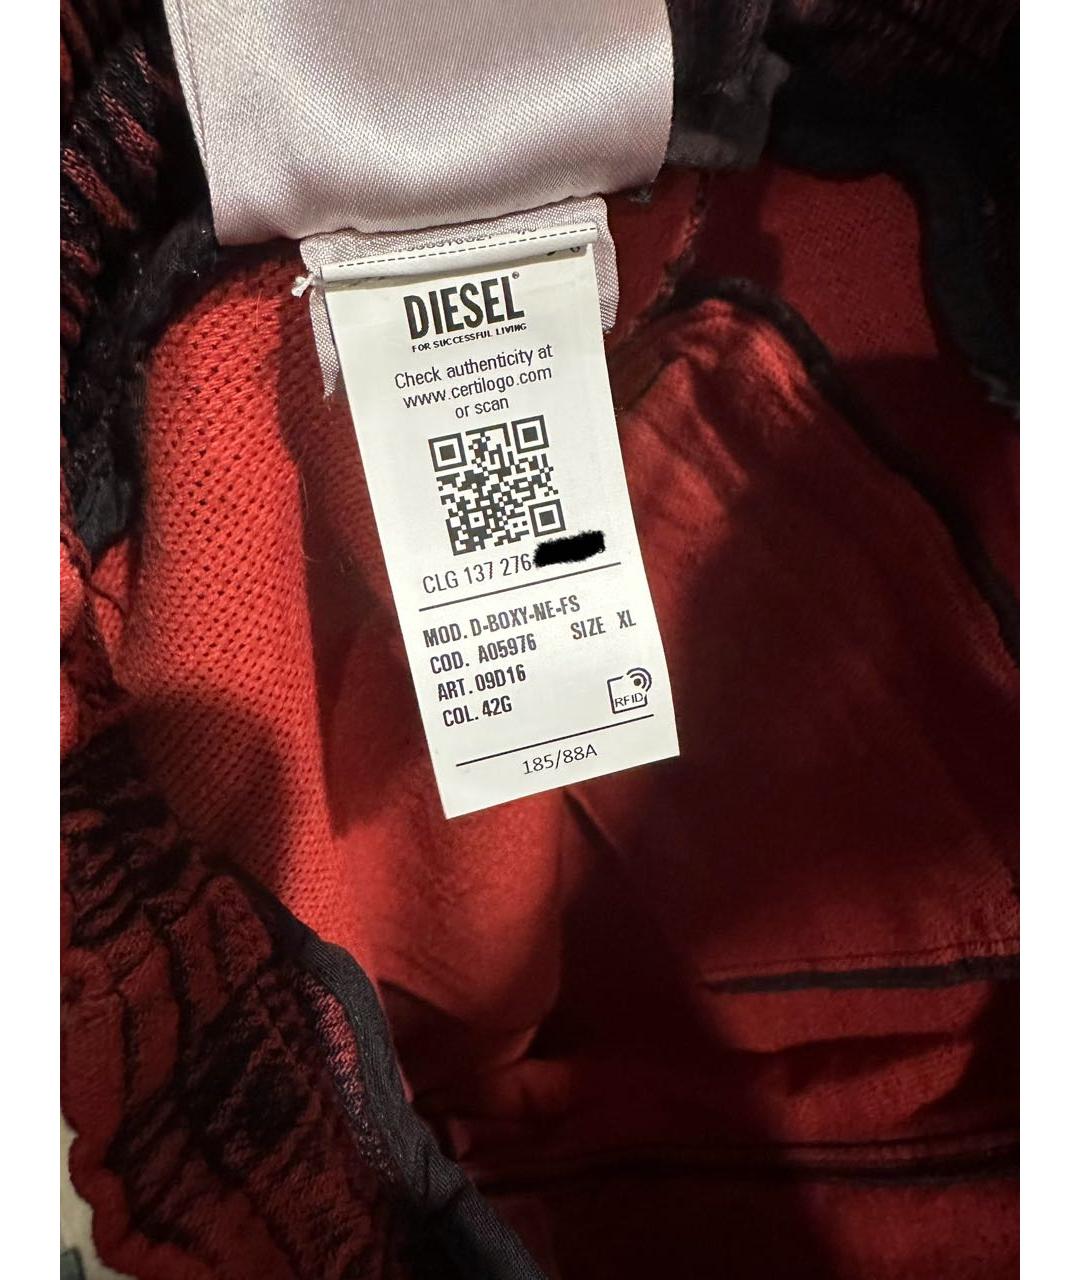 DIESEL
FOR SUCCESSFUL LIVING
Check authenticity at
www.certilogo.com
or scan
CLG 137 276
MOD. D-BOXY-NE-FS
COD. A05976 SIZE XL
ART. 09D16
COL. 42G
RFID
185/88A